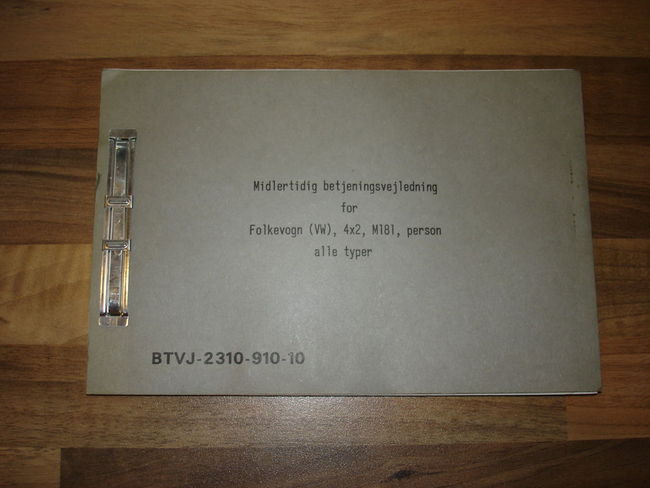 Midlertidig betjeningsvejledning
for
Folkevogn (VW), 4x2, M181, person
alle typer
BTVJ-2310-910-10